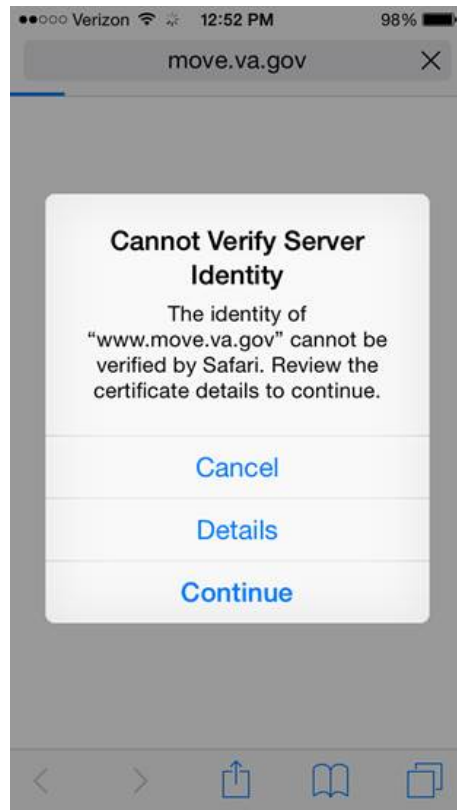 Verizon 12:52 PM 98%
move.va.gov
Cannot Verify Server
Identity
The identity of
“www.move.va.gov” cannot be
verified by Safari. Review the
certificate details to continue.
Cancel
Details
Continue